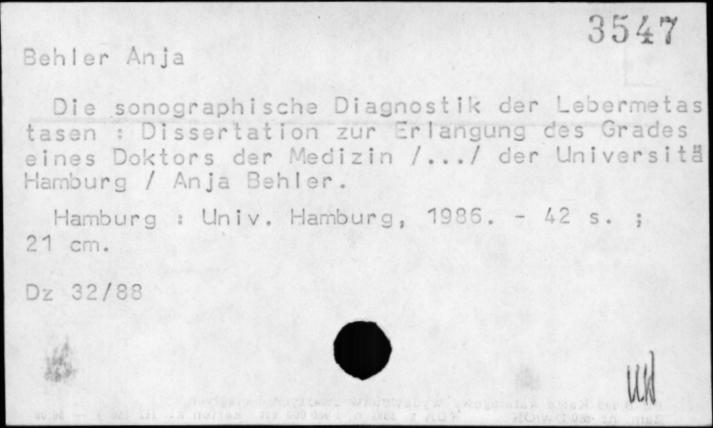 3547
Behler Anja
Die sonographische Diagnostik der Lebermetas
tasen : Dissertation zur Erlangung des Grades
eines Doktors der Medizin /.../ der Universitä
Hamburg / Anja Behler.
Hamburg : Univ. Hamburg, 1986. - 42 s. ;
21 cm.
Dz 32/88